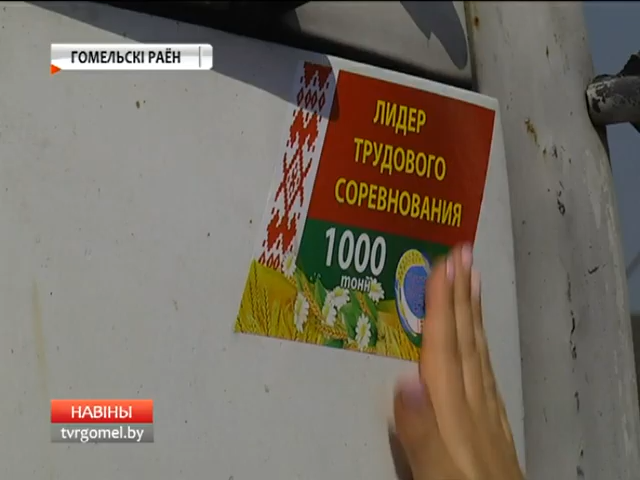 ГОМЕЛЬСКІ РАЁН
ЛИДЕР
ТРУДОВОГО
СОРЕВНОВАНИЯ
1000
тонн
НАВІНЫ
tvrgomel.by